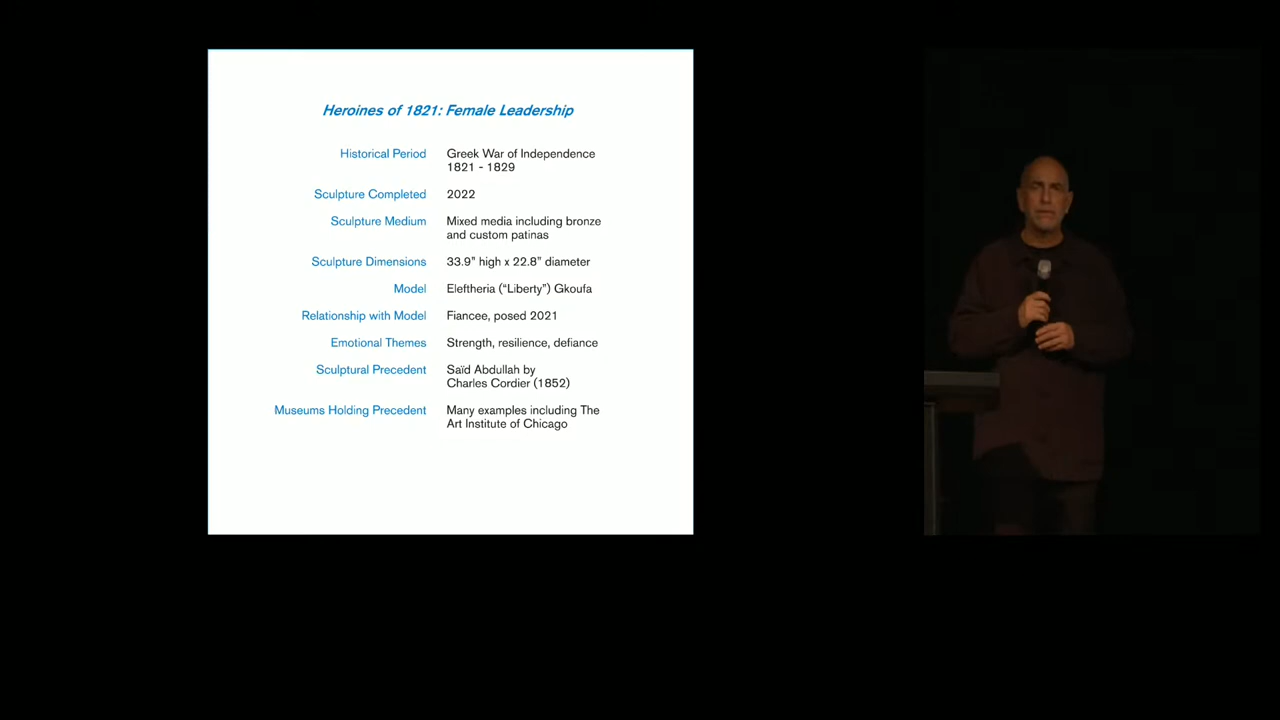 Heroines of 1821: Female Leadership
Historical Period Greek War of Independence
1821 - 1829
Sculpture Completed 2022
Sculpture Medium Mixed media including bronze
and custom patinas
Sculpture Dimensions 33.9" high x 22.8" diameter
Model Eleftheria ("Liberty") Gkoufa
Relationship with Model Fiancee, posed 2021
Emotional Themes Strength, resilience, defiance
Sculptural Precedent Saïd Abdullah by
Charles Cordier (1852)
Museums Holding Precedent Many examples including The
Art Institute of Chicago